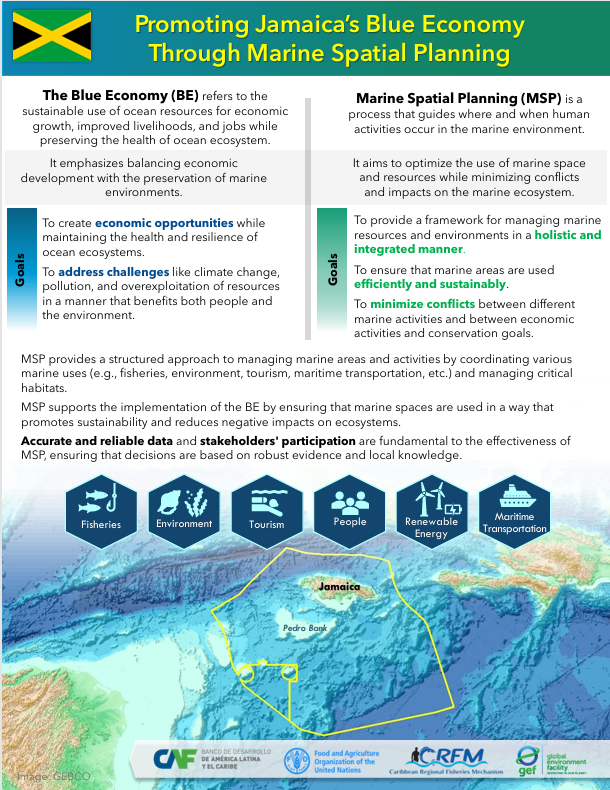 Promoting Jamaica's Blue Economy
Through Marine Spatial Planning
The Blue Economy (BE) refers to the
sustainable use of ocean resources for economic
growth, improved livelihoods, and jobs while
preserving the health of ocean ecosystem.
It emphasizes balancing economic
development with the preservation of marine
environments.
Goals
To create economic opportunities while
maintaining the health and resilience of
ocean ecosystems.
To address challenges like climate change,
pollution, and overexploitation of resources
in a manner that benefits both people and
the environment.
Marine Spatial Planning (MSP) is a
process that guides where and when human
activities occur in the marine environment.
It aims to optimize the use of marine space
and resources while minimizing conflicts
and impacts on the marine ecosystem.
Goals
To provide a framework for managing marine
resources and environments in a holistic and
integrated manner.
To ensure that marine areas are used
efficiently and sustainably.
To minimize conflicts between different
marine activities and between economic
activities and conservation goals.
MSP provides a structured approach to managing marine areas and activities by coordinating various
marine uses (e.g., fisheries, environment, tourism, maritime transportation, etc.) and managing critical
habitats.
MSP supports the implementation of the BE by ensuring that marine spaces are used in a way that
promotes sustainability and reduces negative impacts on ecosystems.
Accurate and reliable data and stakeholders' participation are fundamental to the effectiveness of
MSP, ensuring that decisions are based on robust evidence and local knowledge.
Fisheries
Environment
Tourism
People
Renewable
Energy
Maritime
Transportation
Jamaica
Pedro Bank
CAF
BANCO DE DESARROLLO
DE AMÉRICA LATINA
Y EL CARIBE
FAO
Food and Agriculture
Organization of the
United Nations
CRFM
Caribbean Regional Fisheries Mechanism
gef
global
environment
facility
INVESTING IN OUR PLANET
Image: GEBCO